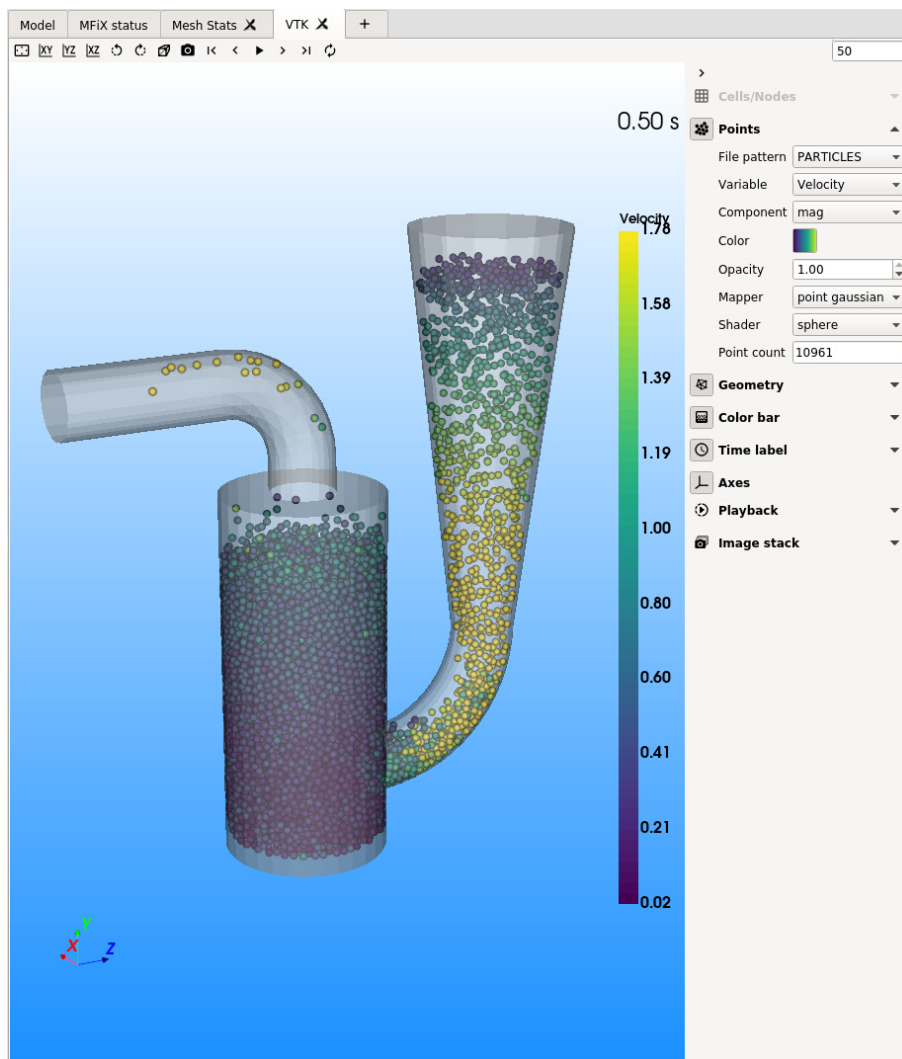 Model MFiX status Mesh Stats VTK +
XY YZ XZ 50
0.50 s
Velocity
1.78
1.58
1.39
1.19
1.00
0.80
0.60
0.41
0.21
0.02
Y
X
Z
Cells/Nodes
Points
File pattern PARTICLES
Variable Velocity
Component mag
Color
Opacity 1.00
Mapper point gaussian
Shader sphere
Point count 10961
Geometry
Color bar
Time label
Axes
Playback
Image stack